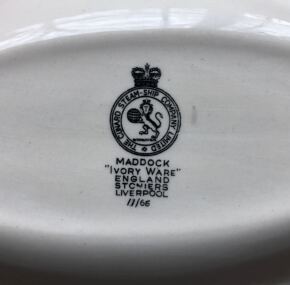 THE CUNARD STEAM-SHIP COMPANY LIMITED
MADDOCK
"IVORY WARE"
ENGLAND
STONIERS
LIVERPOOL
11/66